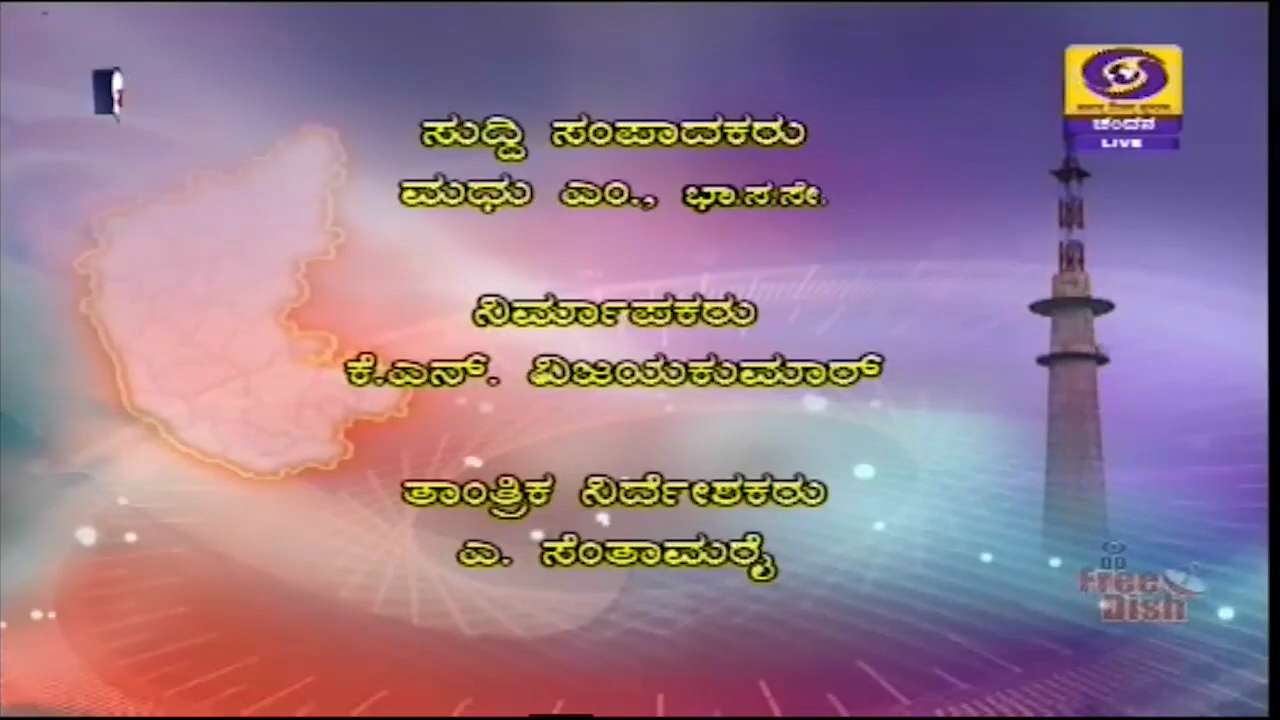 ಸುದ್ದಿ ಸಂಪಾದಕರು
ಮಧು ಎಂ., ಭಾ.ಸ.ಸೇ.
ನಿರ್ಮಾಪಕರು
ಕೆ.ಎನ್. ವಿಜಯಕುಮಾರ್
ತಾಂತ್ರಿಕ ನಿರ್ದೇಶಕರು
ಎ. ಸೆಂತಾಮರೈ
ಚಂದನ
LIVE
DD
Free
Dish